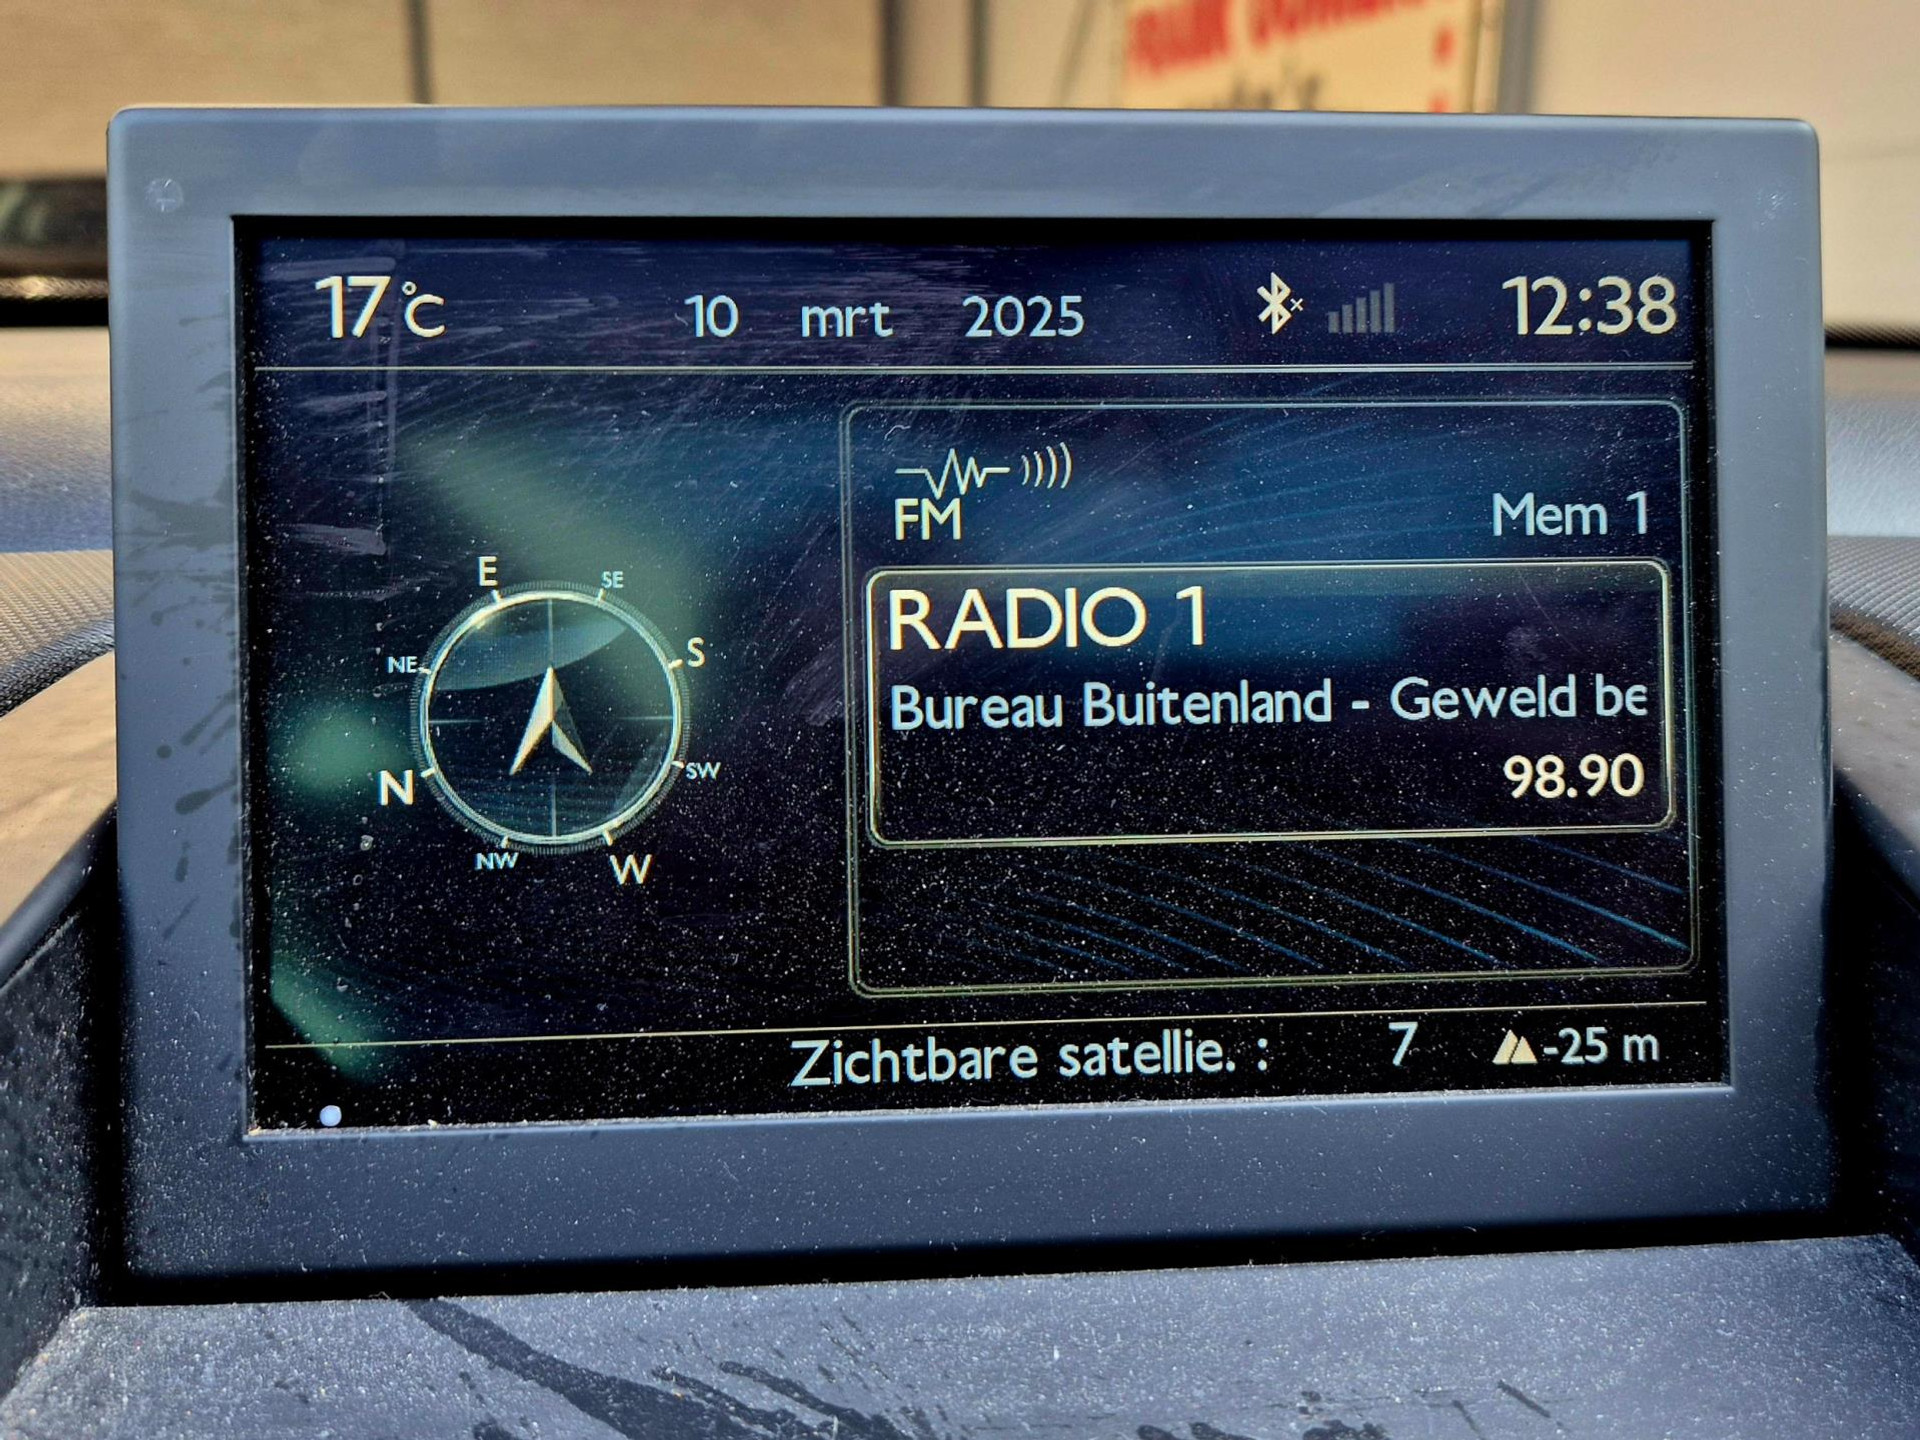 17°C 10 mrt 2025 12:38
FM
Mem 1
RADIO 1
Bureau Buitenland - Geweld be
98.90
E
SE
NE
S
N
SW
NW
W
Zichtbare satellie. : 7 -25 m